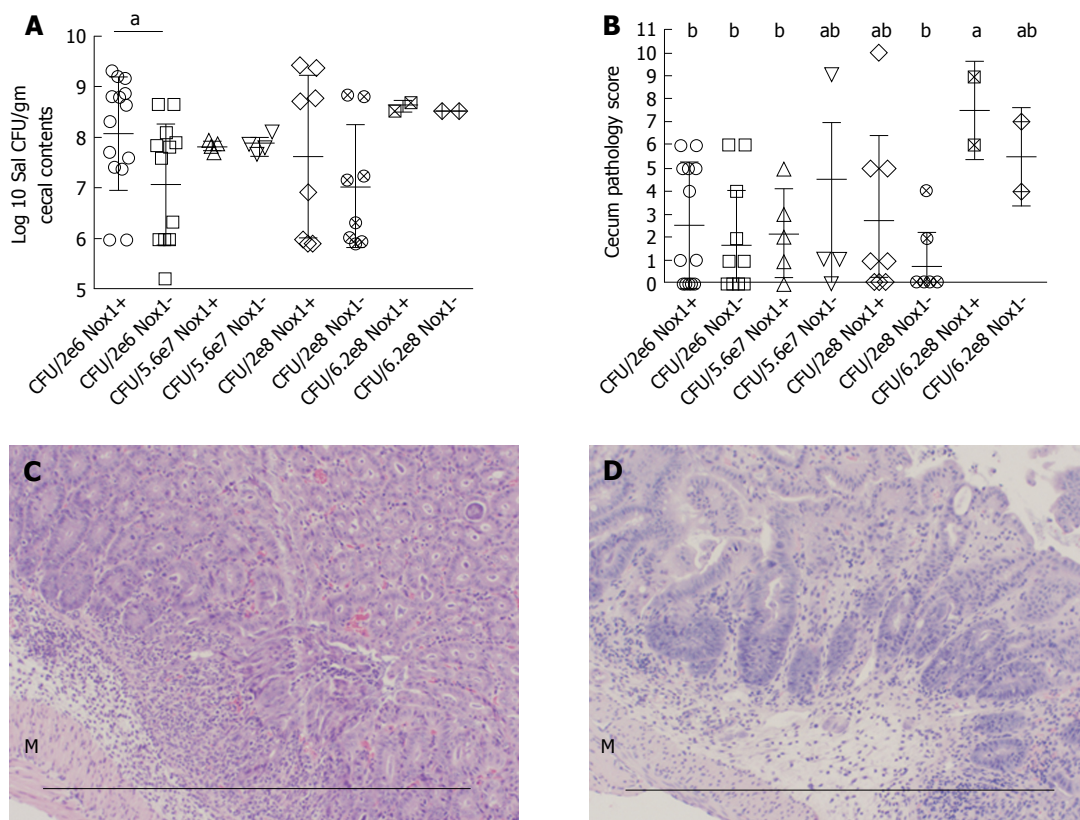 A
a
Log 10 Sal CFU/gm
cecal contents
10
9
8
7
6
5
CFU/2e6 Nox1+
CFU/2e6 Nox1-
CFU/5.6e7 Nox1+
CFU/5.6e7 Nox1-
CFU/2e8 Nox1+
CFU/2e8 Nox1-
CFU/6.2e8 Nox1+
CFU/6.2e8 Nox1-
B
b b b ab ab b a ab
Cecum pathology score
11
10
9
8
7
6
5
4
3
2
1
0
CFU/2e6 Nox1+
CFU/2e6 Nox1-
CFU/5.6e7 Nox1+
CFU/5.6e7 Nox1-
CFU/2e8 Nox1+
CFU/2e8 Nox1-
CFU/6.2e8 Nox1+
CFU/6.2e8 Nox1-
C
M
D
M